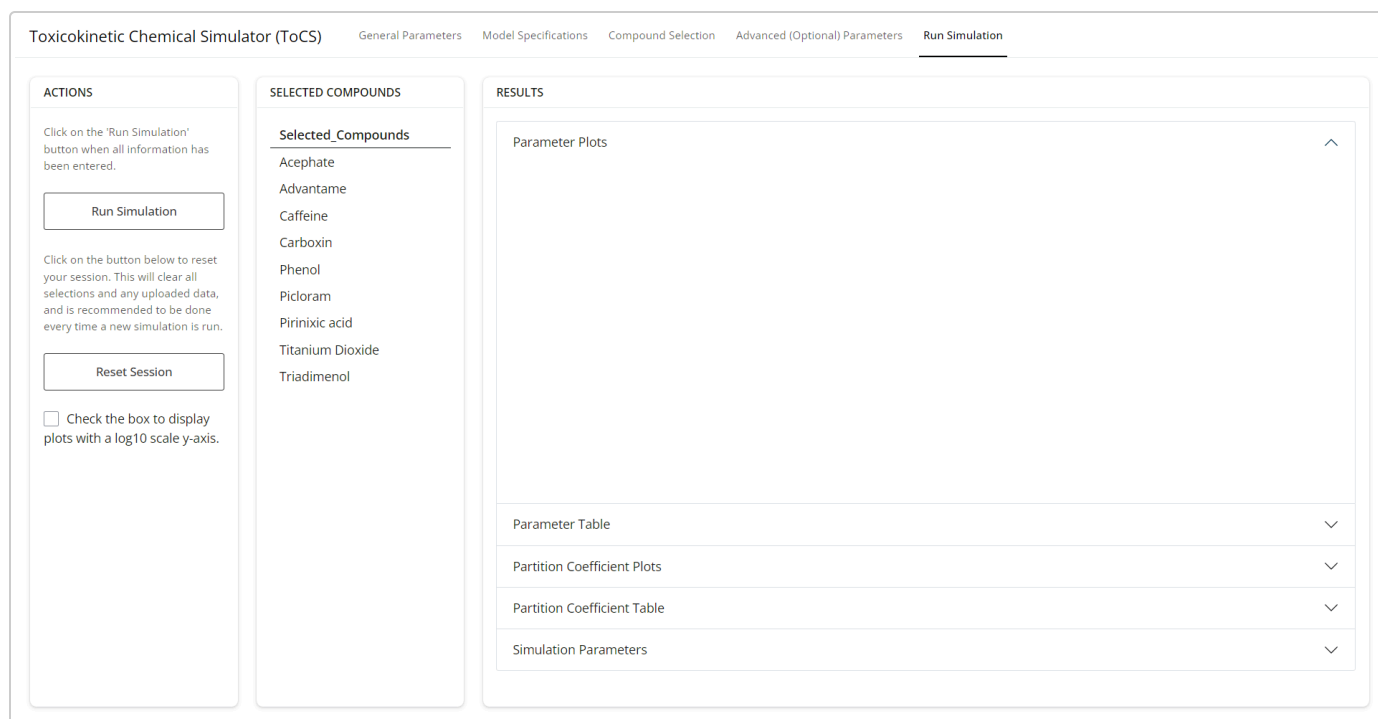 Toxicokinetic Chemical Simulator (ToCS)
General Parameters
Model Specifications
Compound Selection
Advanced (Optional) Parameters
Run Simulation
ACTIONS
Click on the 'Run Simulation'
button when all information has
been entered.
Run Simulation
Click on the button below to reset
your session. This will clear all
selections and any uploaded data,
and is recommended to be done
every time a new simulation is run.
Reset Session
Check the box to display
plots with a log10 scale y-axis.
SELECTED COMPOUNDS
Selected_Compounds
Acephate
Advantame
Caffeine
Carboxin
Phenol
Picloram
Pirinixic acid
Titanium Dioxide
Triadimenol
RESULTS
Parameter Plots
Parameter Table
Partition Coefficient Plots
Partition Coefficient Table
Simulation Parameters